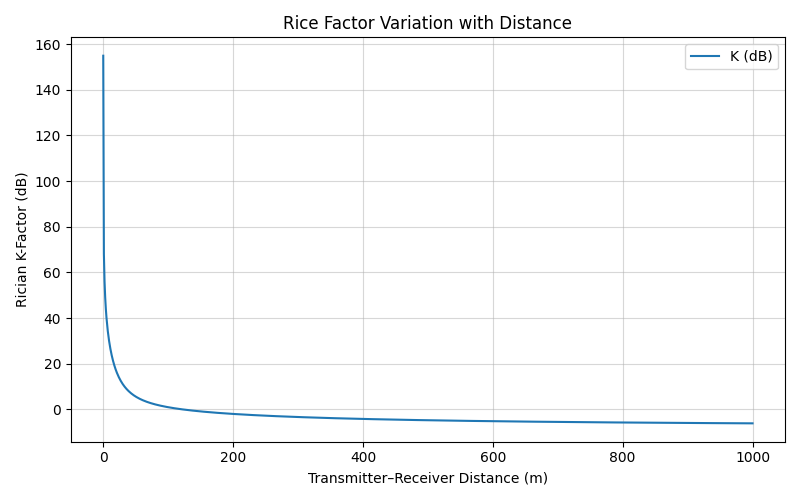 Rice Factor Variation with Distance
K (dB)
Rician K-Factor (dB)
160
140
120
100
80
60
40
20
0
0 200 400 600 800 1000
Transmitter–Receiver Distance (m)